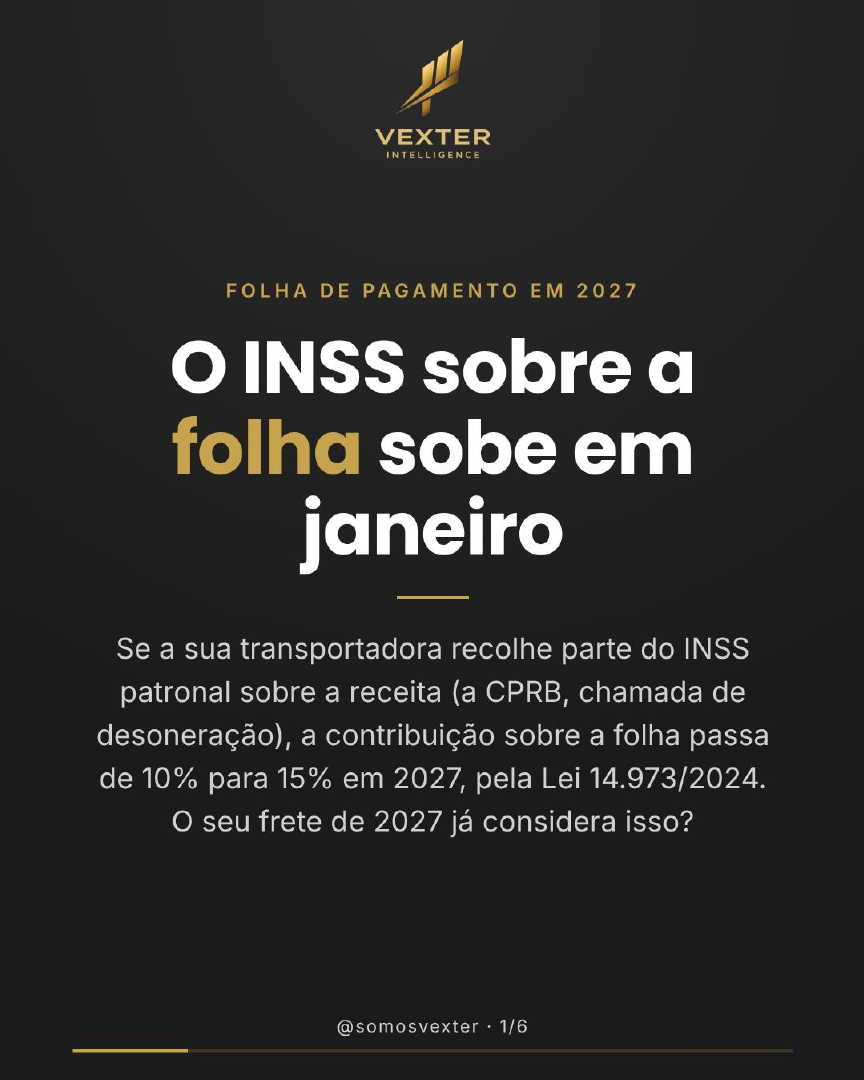 VEXTER
INTELLIGENCE
FOLHA DE PAGAMENTO EM 2027
O INSS sobre a
folha sobe em
janeiro
Se a sua transportadora recolhe parte do INSS
patronal sobre a receita (a CPRB, chamada de
desoneração), a contribuição sobre a folha passa
de 10% para 15% em 2027, pela Lei 14.973/2024.
O seu frete de 2027 já considera isso?
@somosvexter · 1/6